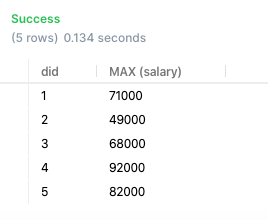 Success
(5 rows) 0.134 seconds
did MAX (salary)
1 71000
2 49000
3 68000
4 92000
5 82000